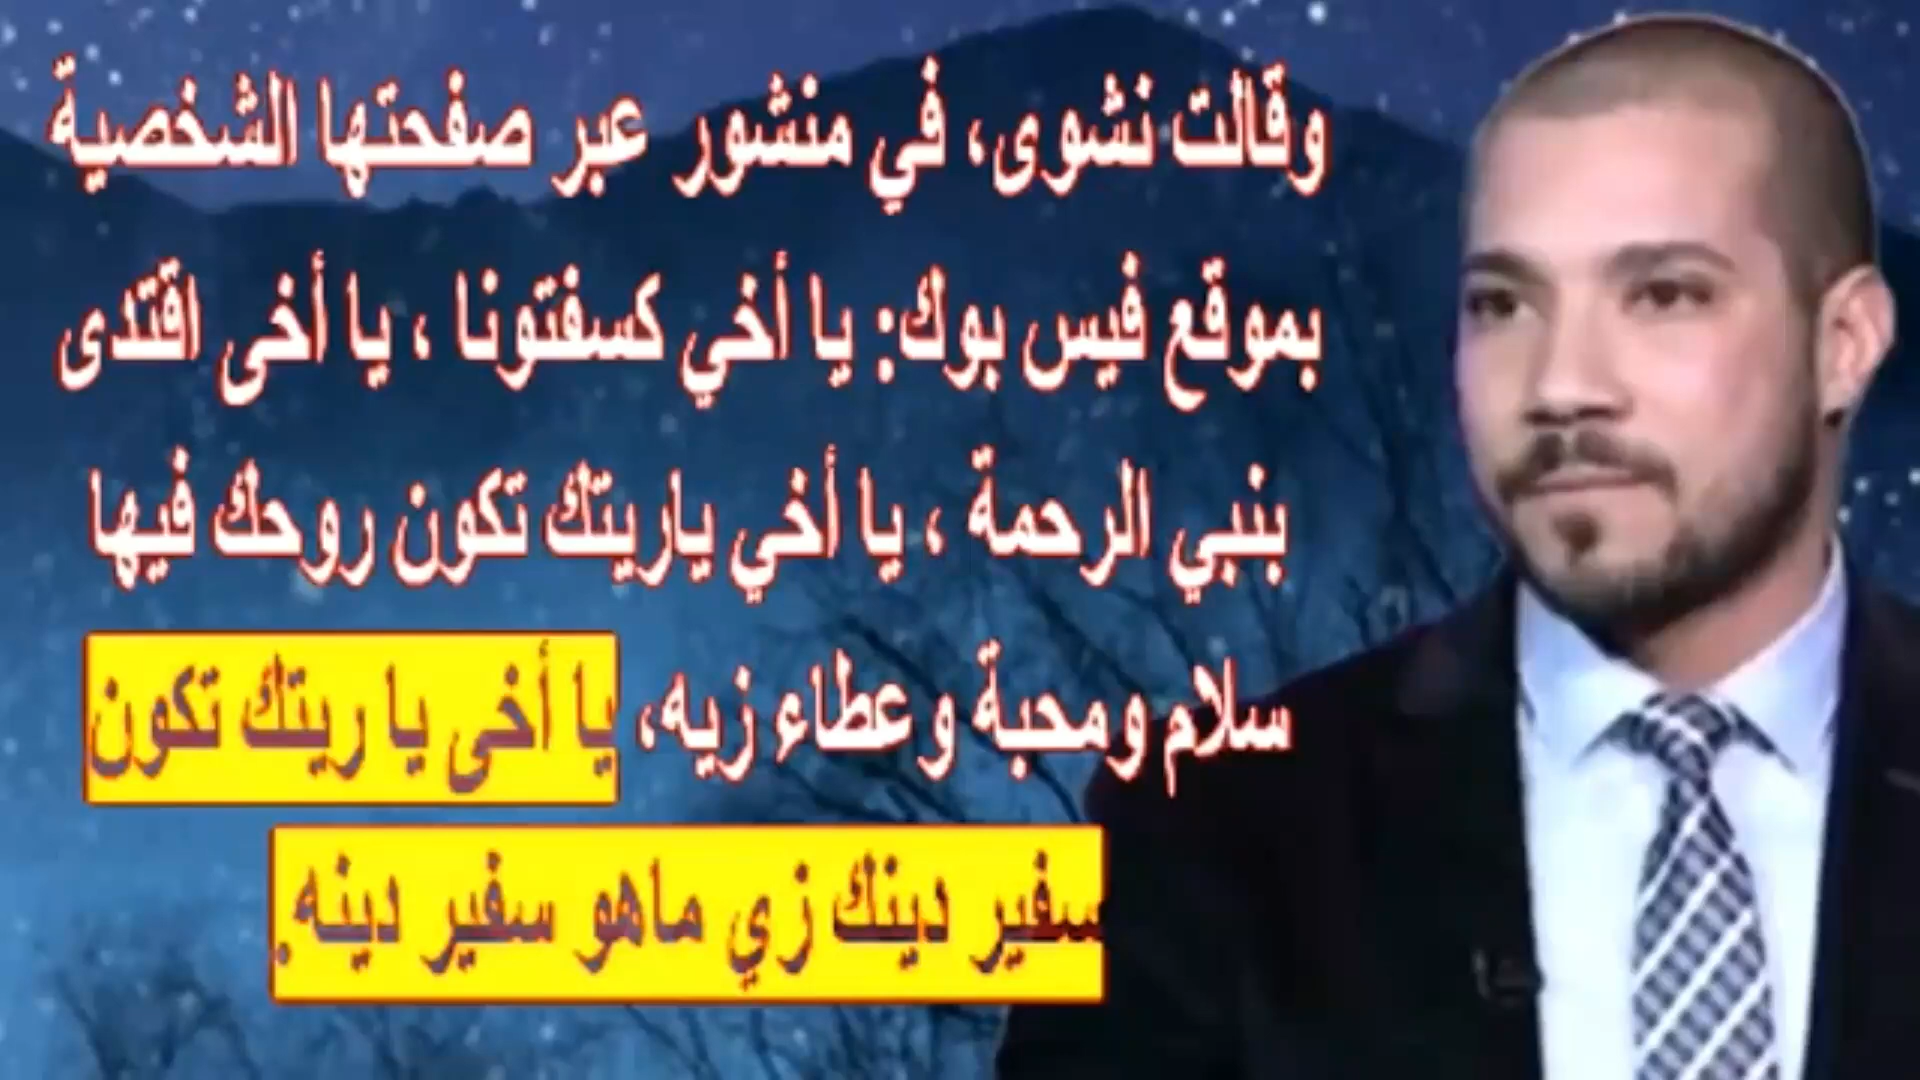 وقالت نشوى، في منشور عبر صفحتها الشخصية
بموقع فيس بوك: يا أخي كسفتونا ، يا أخى اقتدى
بنبي الرحمة ، يا أخي ياريتك تكون روحك فيها
سلام ومحبة وعطاء زيه، يا أخى يا ريتك تكون
سفير دينك زي ماهو سفير دينه.